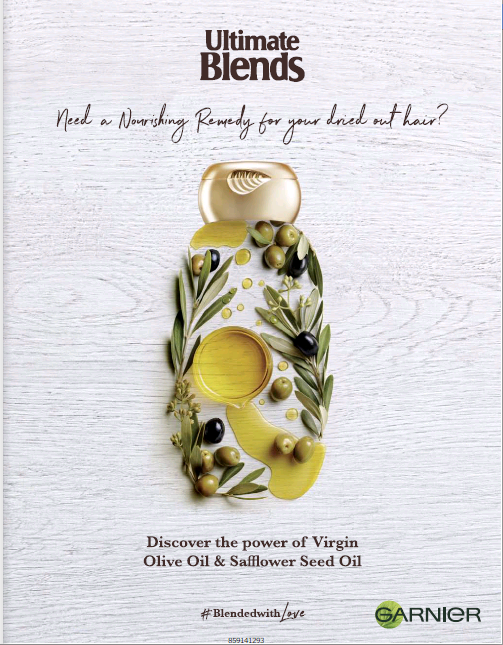 Ultimate
Blends
Need a Nourishing Remedy for your dried out hair?
Discover the power of Virgin
Olive Oil & Safflower Seed Oil
#BlendedwithLove
GARNIER
859141293